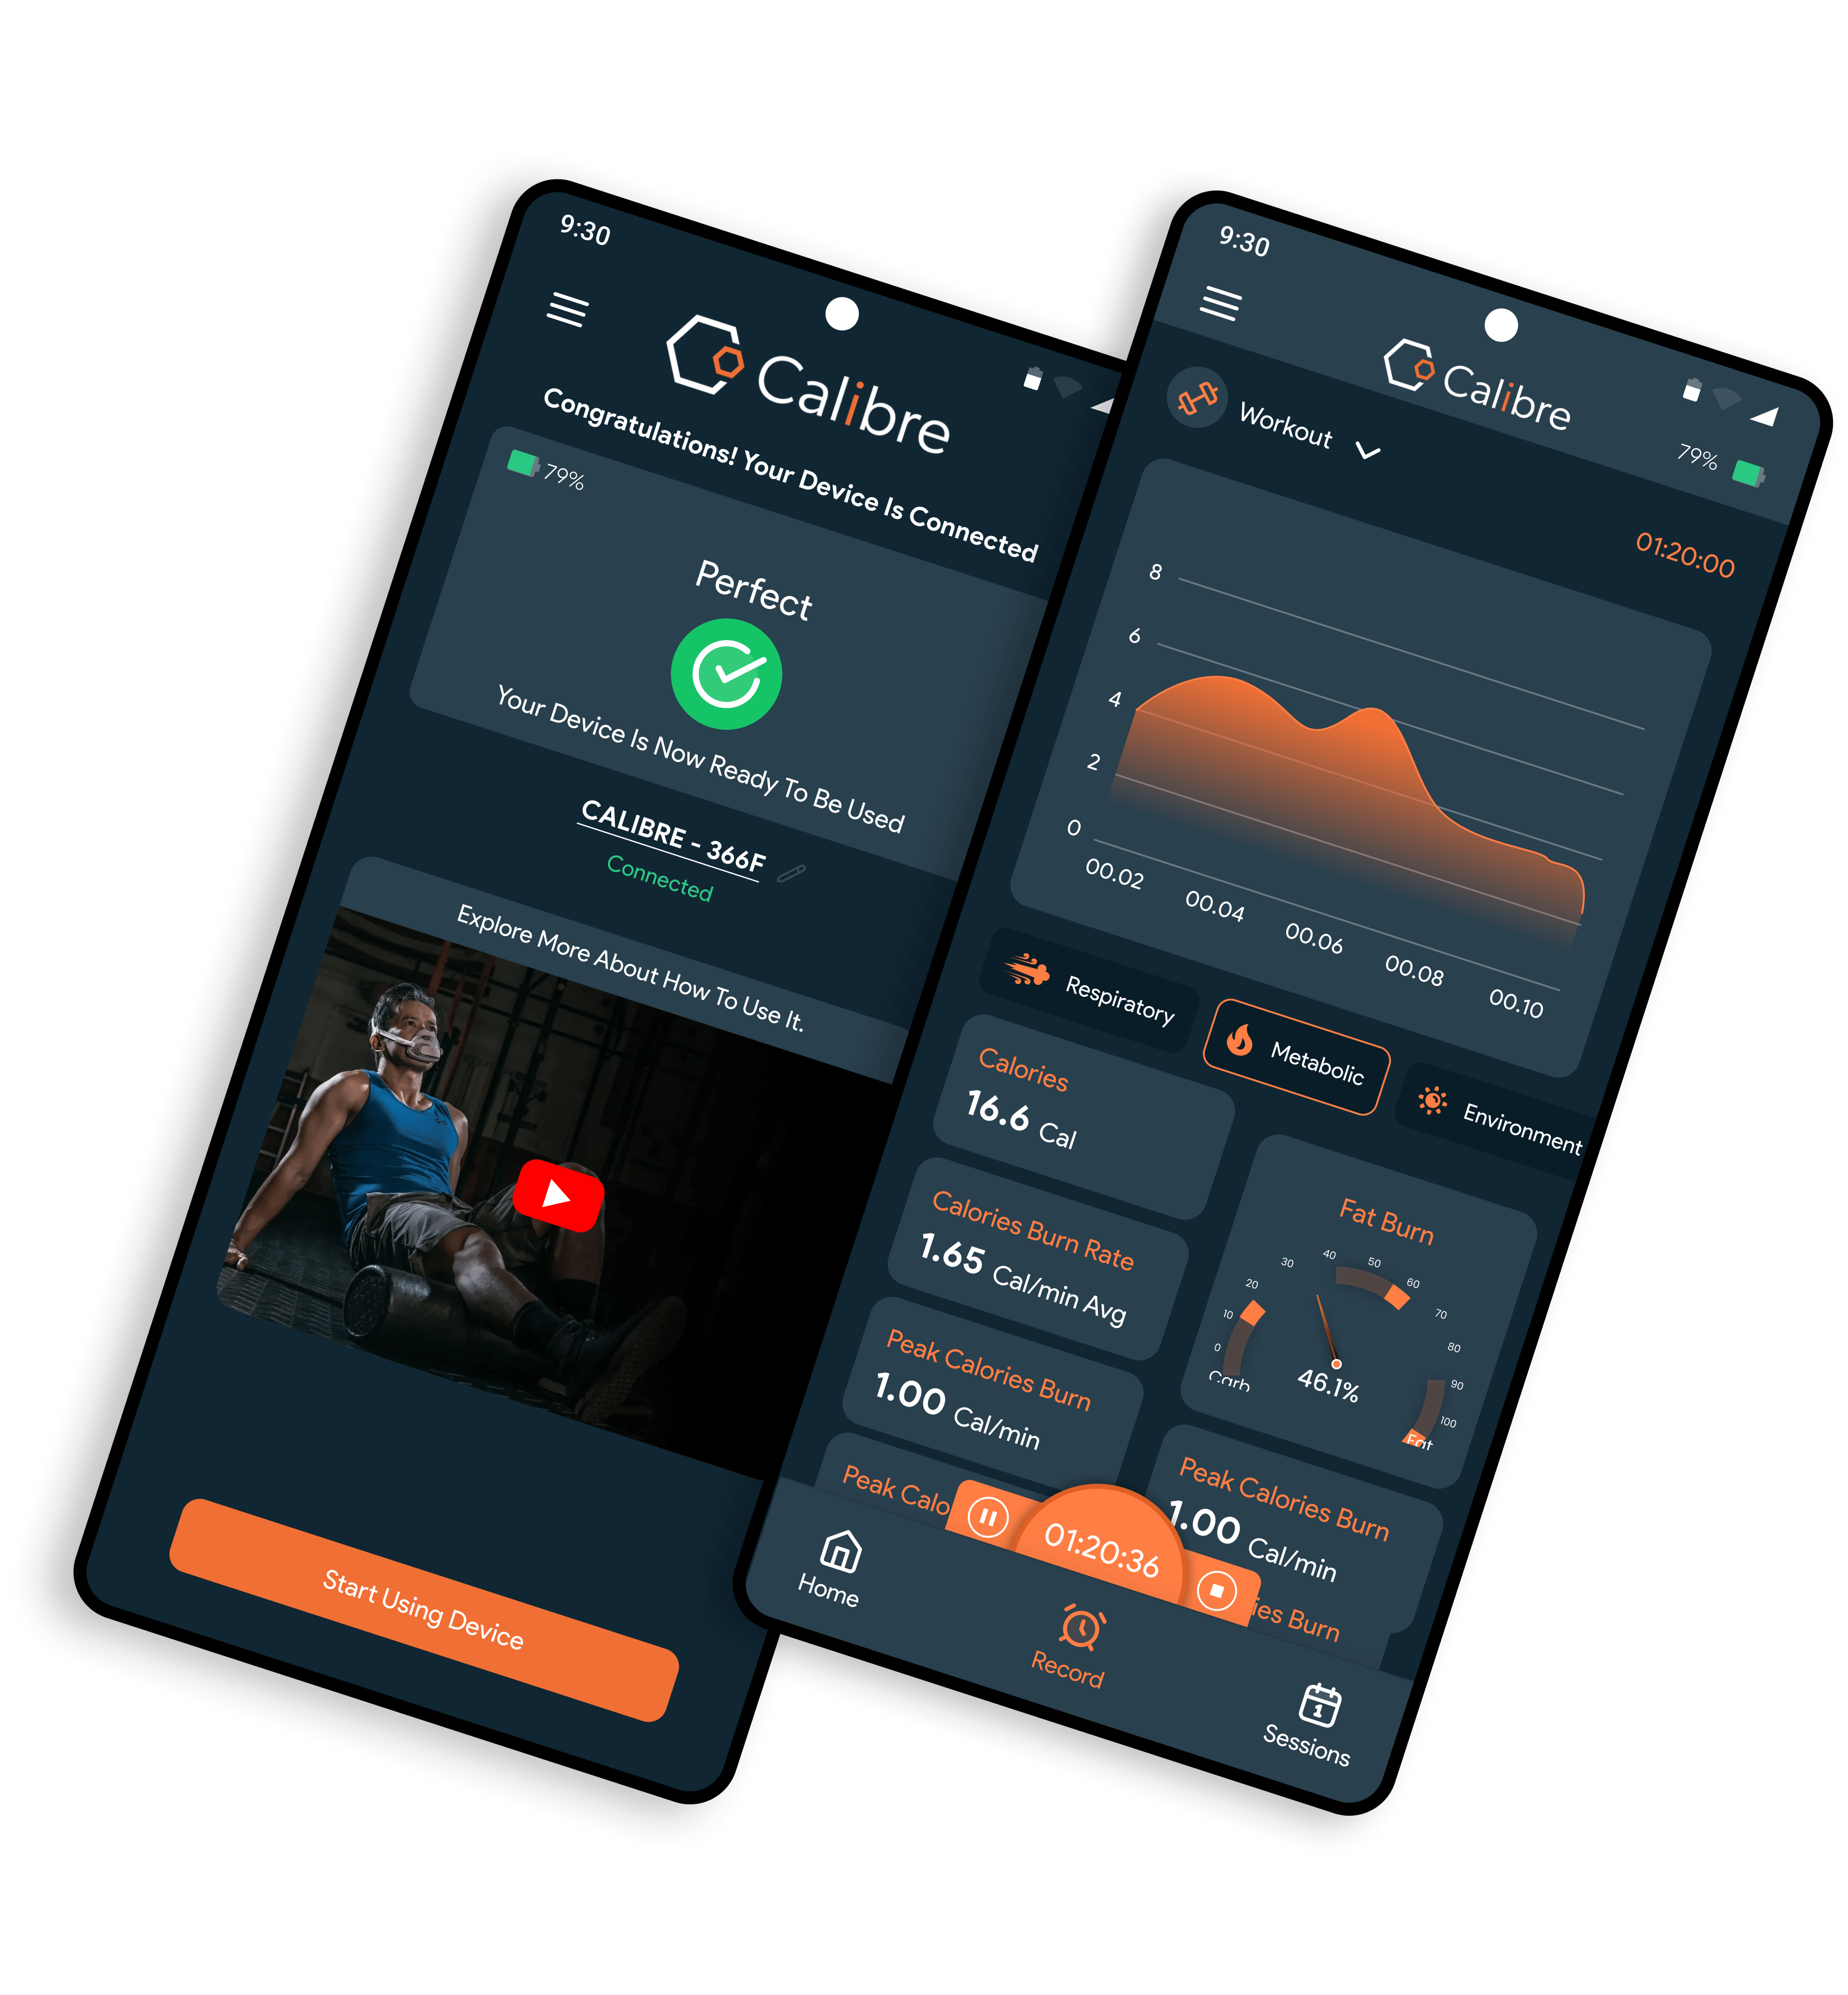 9:30
Calibre
Congratulations! Your Device Is Connected
79%
Perfect
Your Device Is Now Ready To Be Used
CALIBRE - 366F
Connected
Explore More About How To Use It.
Start Using Device
9:30
Calibre
79%
Workout
01:20:00
8
6
4
2
0
00.02 00.04 00.06 00.08 00.10
Respiratory Metabolic Environment
Calories
16.6 Cal
Calories Burn Rate
1.65 Cal/min Avg
Peak Calories Burn
1.00 Cal/min
Peak Calo
Fat Burn
0 10 20 30 40 50 60 70 80 90 100
Carb
46.1%
Fat
Peak Calories Burn
1.00 Cal/min
ies Burn
01:20:36
Home
Record
1
Sessions